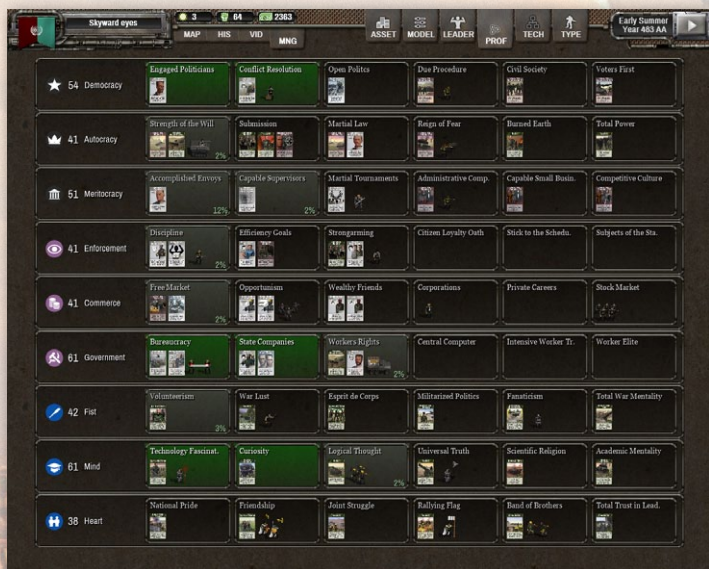 Skyward eyes
3
64
2363
MAP HIS VID MNG
ASSET MODEL LEADER PROF TECH TYPE
Early Summer
Year 483 AA
54 Democracy
Engaged Politicians
Conflict Resolution
Open Politcs
Due Procedure
Civil Society
Voters First
41 Autocracy
Strength of the Will
2%
Submission
Martial Law
Reign of Fear
Burned Earth
Total Power
51 Meritocracy
Accomplished Envoys
12%
Capable Supervisors
2%
Martial Tournaments
Administrative Comp.
Capable Small Busin.
Competitive Culture
41 Enforcement
Discipline
2%
Efficiency Goals
Strongarming
Citizen Loyalty Oath
Stick to the Schedu.
Subjects of the Sta.
41 Commerce
Free Market
2%
Opportunism
Wealthy Friends
Corporations
Private Careers
Stock Market
61 Government
Buresucracy
State Companies
Workers Rights
2%
Central Computer
Intensive Worker Tr.
Worker Elite
42 Fist
Volunteerism
3%
War Lust
Esprit de Corps
Militarized Politics
Fanaticism
Total War Mentality
61 Mind
Technology Fascinat.
Curiosity
Logical Thought
2%
Universal Truth
Scientific Religion
Academic Mentality
38 Heart
National Pride
Friendship
Joint Struggle
Rallying Flag
Band of Brothers
Total Trust in Lead.